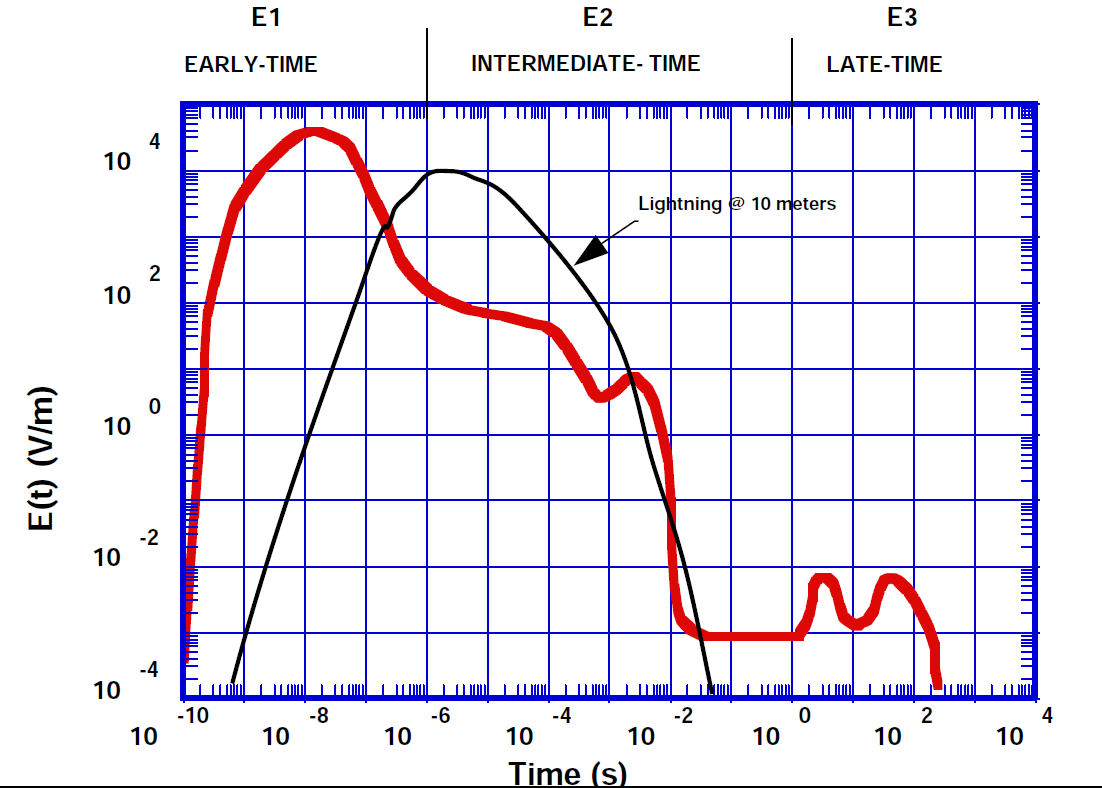 E1 E2 E3
EARLY-TIME INTERMEDIATE- TIME LATE-TIME
10 4
Lightning @ 10 meters
10 2
10 0
10 -2
10 -4
E(t) (V/m)
-10 -8 -6 -4 -2 0 2 4
10 10 10 10 10 10 10 10
Time (s)